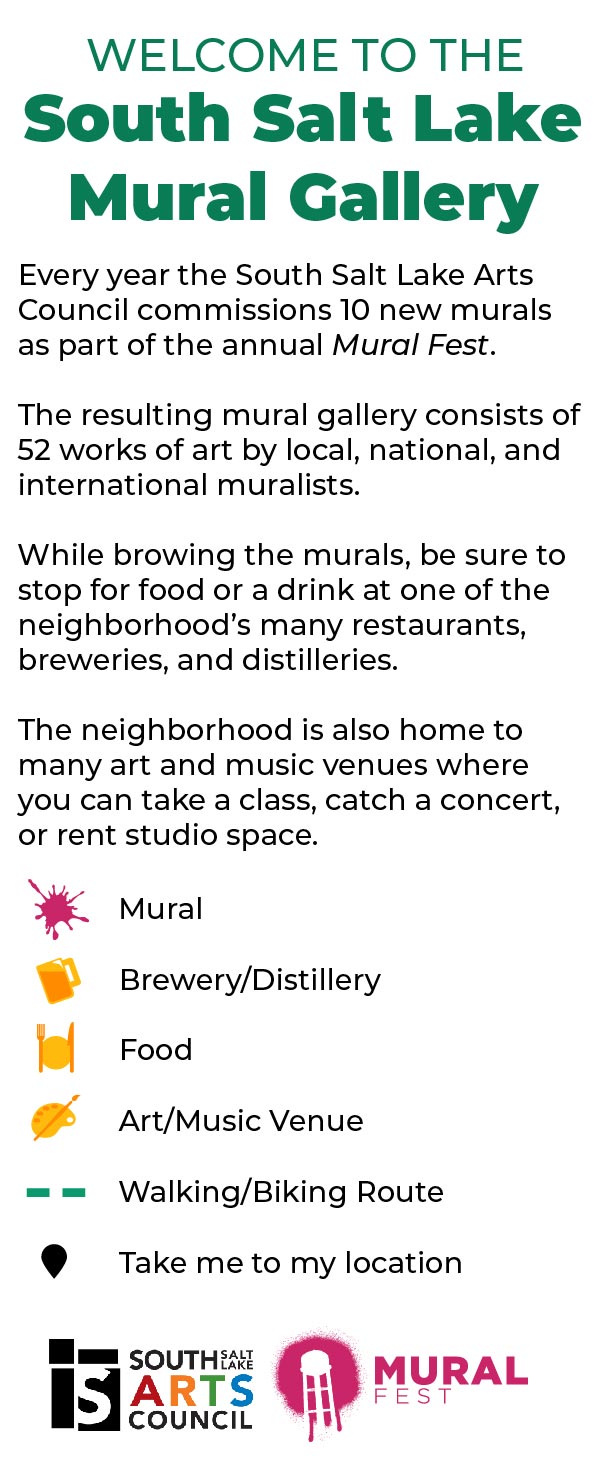 WELCOME TO THE
South Salt Lake
Mural Gallery
Every year the South Salt Lake Arts
Council commissions 10 new murals
as part of the annual Mural Fest.
The resulting mural gallery consists of
52 works of art by local, national, and
international muralists.
While browing the murals, be sure to
stop for food or a drink at one of the
neighborhood’s many restaurants,
breweries, and distilleries.
The neighborhood is also home to
many art and music venues where
you can take a class, catch a concert,
or rent studio space.
Mural
Brewery/Distillery
Food
Art/Music Venue
Walking/Biking Route
Take me to my location
SOUTH SALT LAKE
ARTS
COUNCIL
MURAL
FEST